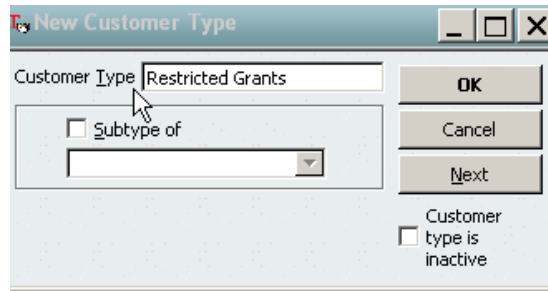 New Customer Type
Customer Type Restricted Grants
OK
Subtype of
Cancel
Next
Customer
type is
inactive